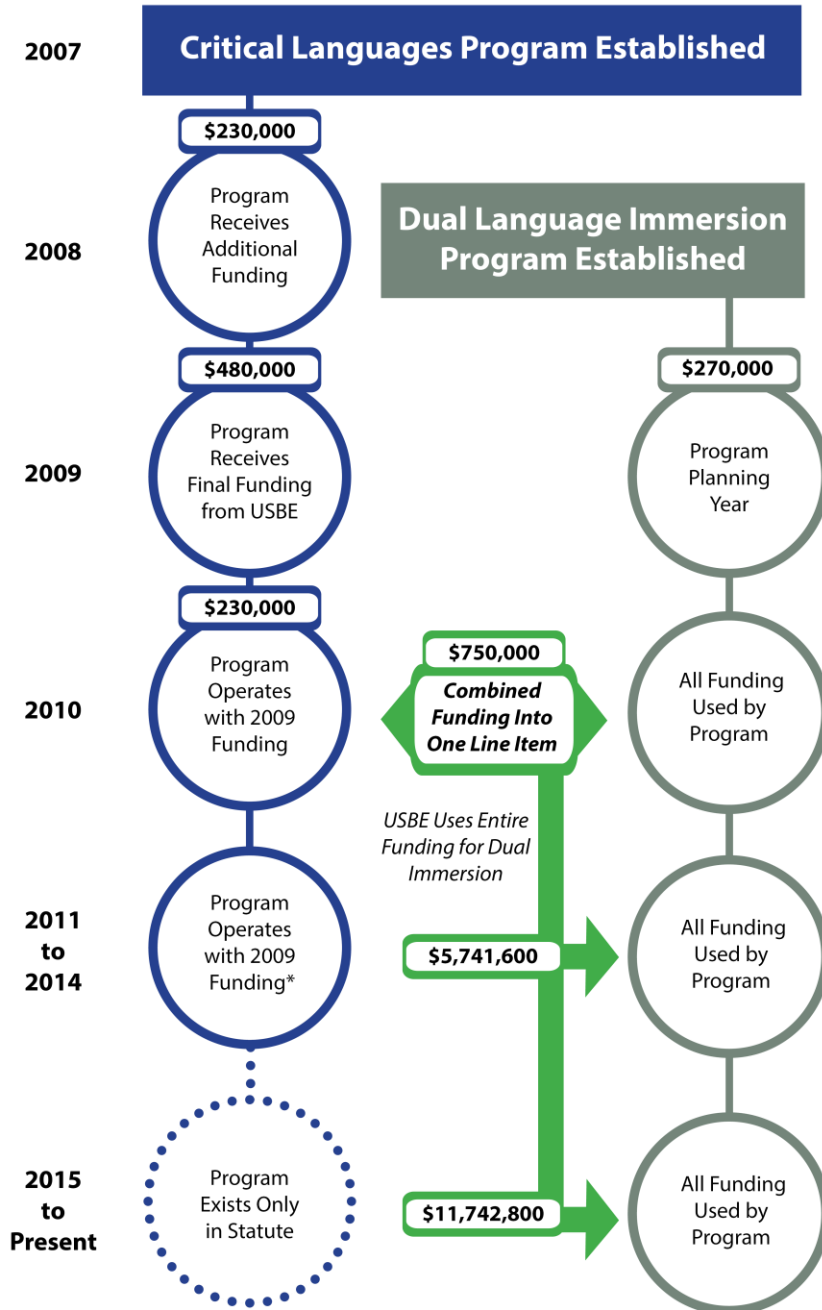 2007
Critical Languages Program Established
$230,000
2008
Program
Receives
Additional
Funding
Dual Language Immersion
Program Established
$480,000
$270,000
2009
Program
Receives
Final Funding
from USBE
Program
Planning
Year
$230,000
2010
Program
Operates
with 2009
Funding
$750,000
Combined
Funding Into
One Line Item
All Funding
Used by
Program
USBE Uses Entire
Funding for Dual
Immersion
2011
to
2014
Program
Operates
with 2009
Funding*
$5,741,600
All Funding
Used by
Program
2015
to
Present
Program
Exists Only
in Statute
$11,742,800
All Funding
Used by
Program